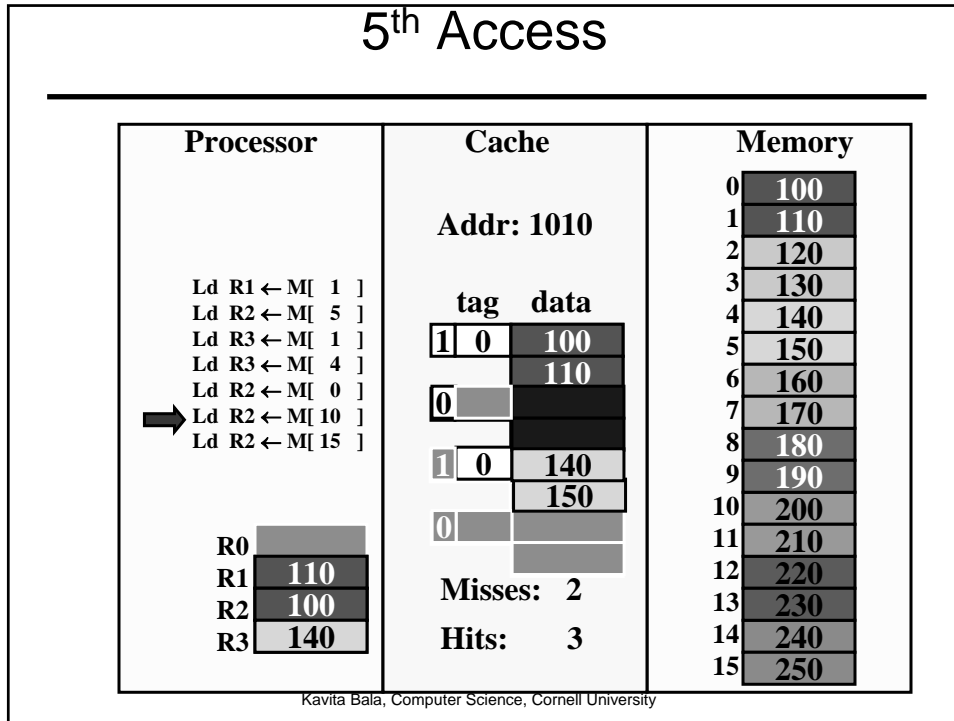 5th Access
Processor
Ld R1 ← M[ 1 ]
Ld R2 ← M[ 5 ]
Ld R3 ← M[ 1 ]
Ld R3 ← M[ 4 ]
Ld R2 ← M[ 0 ]
Ld R2 ← M[ 10 ]
Ld R2 ← M[ 15 ]
R0
R1 110
R2 100
R3 140
Cache
Addr: 1010
tag data
1 0 100
110
0
1 0 140
150
0
Misses: 2
Hits: 3
Memory
0 100
1 110
2 120
3 130
4 140
5 150
6 160
7 170
8 180
9 190
10 200
11 210
12 220
13 230
14 240
15 250
Kavita Bala, Computer Science, Cornell University